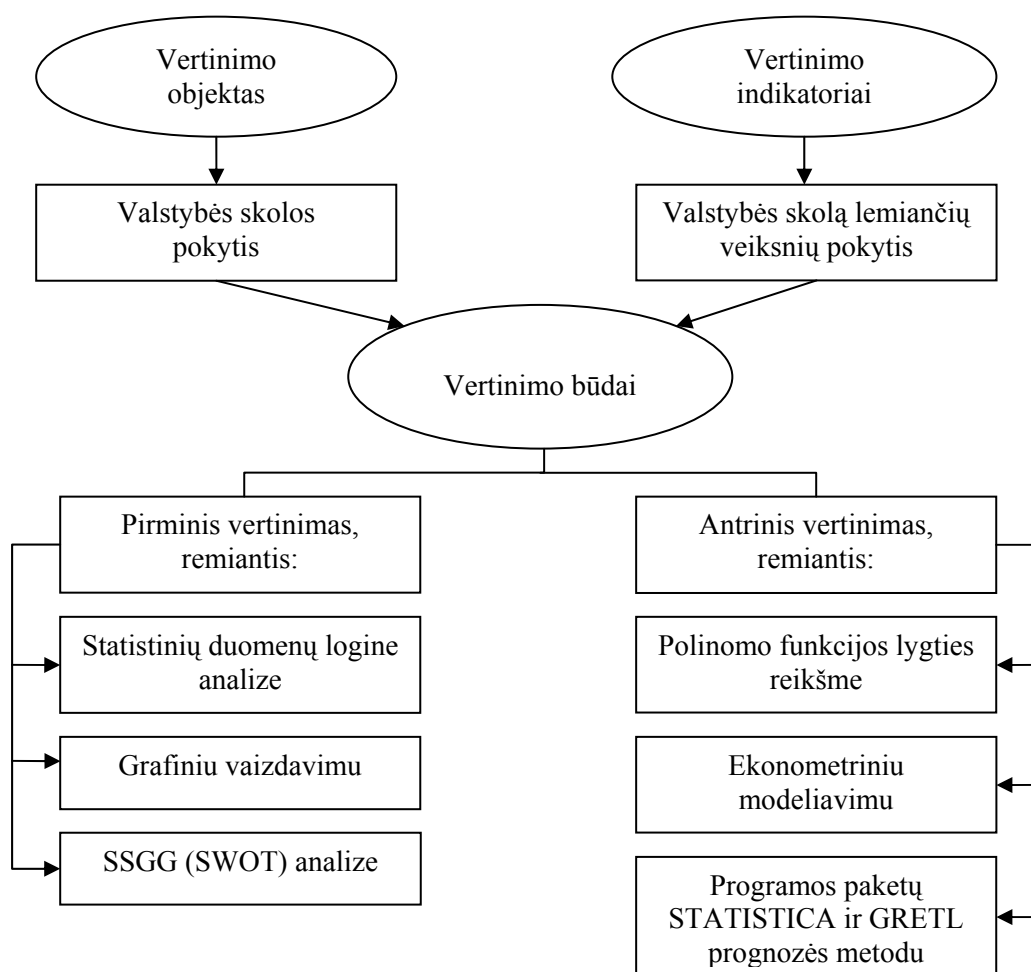 Vertinimo
objektas
Vertinimo
indikatoriai
Valstybės skolos
pokytis
Valstybės skolą lemiančių
veiksnių pokytis
Vertinimo būdai
Pirminis vertinimas,
remiantis:
Antrinis vertinimas,
remiantis:
Statistinių duomenų logine
analize
Polinomo funkcijos lygties
reikšme
Grafiniu vaizdavimu
Ekonometriniu
modeliavimu
SSGG (SWOT) analize
Programos paketų
STATISTICA ir GRETL
prognozės metodu